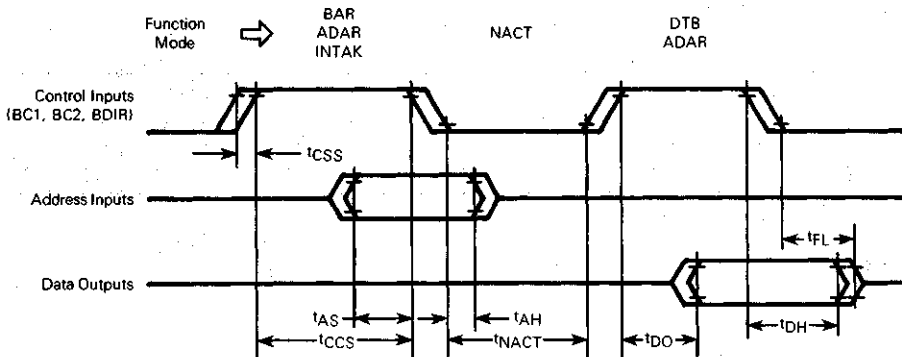 Function
Mode
BAR
ADAR
INTAK
NACT
DTB
ADAR
Control Inputs
(BC1, BC2, BDIR)
tCSS
Address Inputs
tFL
Data Outputs
tAS
tAH
tDH
tCCS
tNACT
tDO